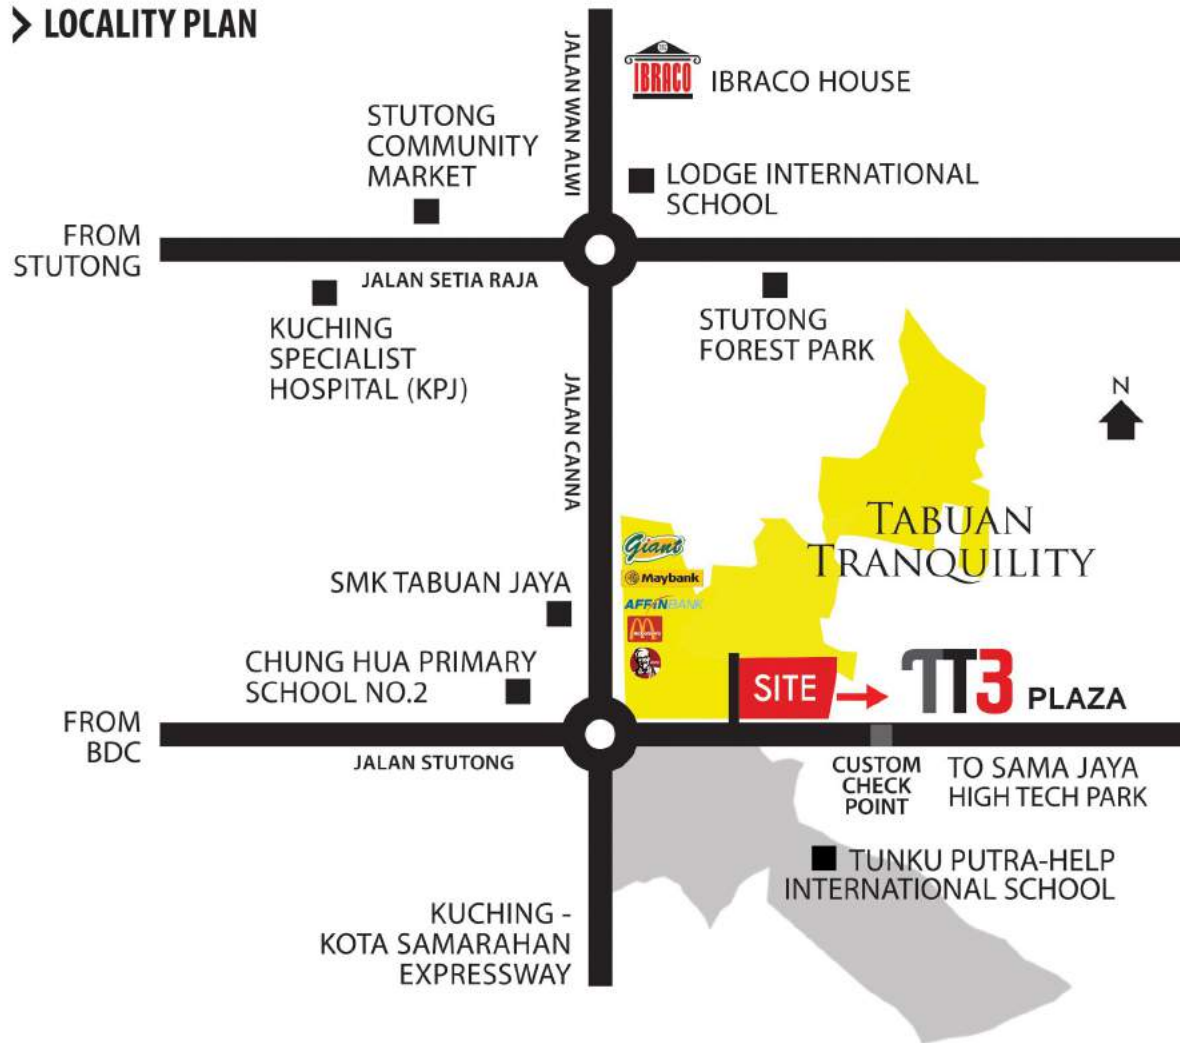 LOCALITY PLAN
JALAN WAN ALWI
IBRACO
IBRACO HOUSE
STUTONG
COMMUNITY
MARKET
LODGE INTERNATIONAL
SCHOOL
FROM
STUTONG
JALAN SETIA RAJA
KUCHING
SPECIALIST
HOSPITAL (KPJ)
STUTONG
FOREST PARK
N
JALAN CANNA
TABUAN
TRANQUILITY
Giant
Maybank
AFFINBANK
McDonald's
SMK TABUAN JAYA
CHUNG HUA PRIMARY
SCHOOL NO.2
SITE
TT3 PLAZA
FROM
BDC
JALAN STUTONG
CUSTOM
CHECK
POINT
TO SAMA JAYA
HIGH TECH PARK
TUNKU PUTRA-HELP
INTERNATIONAL SCHOOL
KUCHING -
KOTA SAMARAHAN
EXPRESSWAY